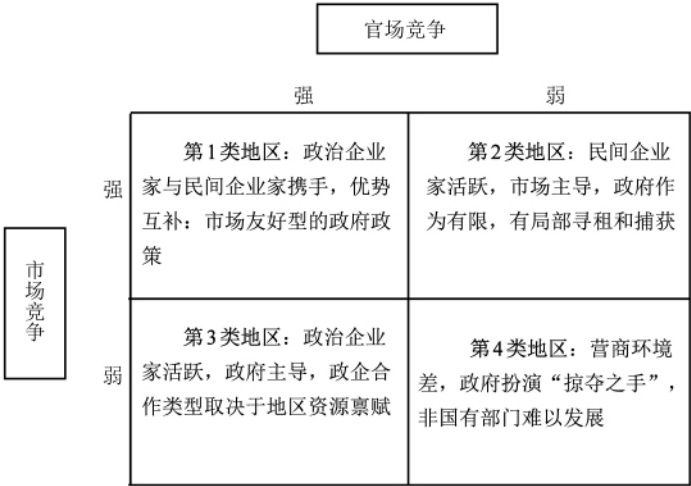 官场竞争
强
弱
强
第1类地区：政治企业
家与民间企业家携手，优势
互补：市场友好型的政府政
策
第2类地区：民间企业
家活跃，市场主导，政府作
为有限，有局部寻租和捕获
市场竞争
弱
第3类地区：政治企业
家活跃，政府主导，政企合
作类型取决于地区资源禀赋
第4类地区：营商环境
差，政府扮演“掠夺之手”，
非国有部门难以发展